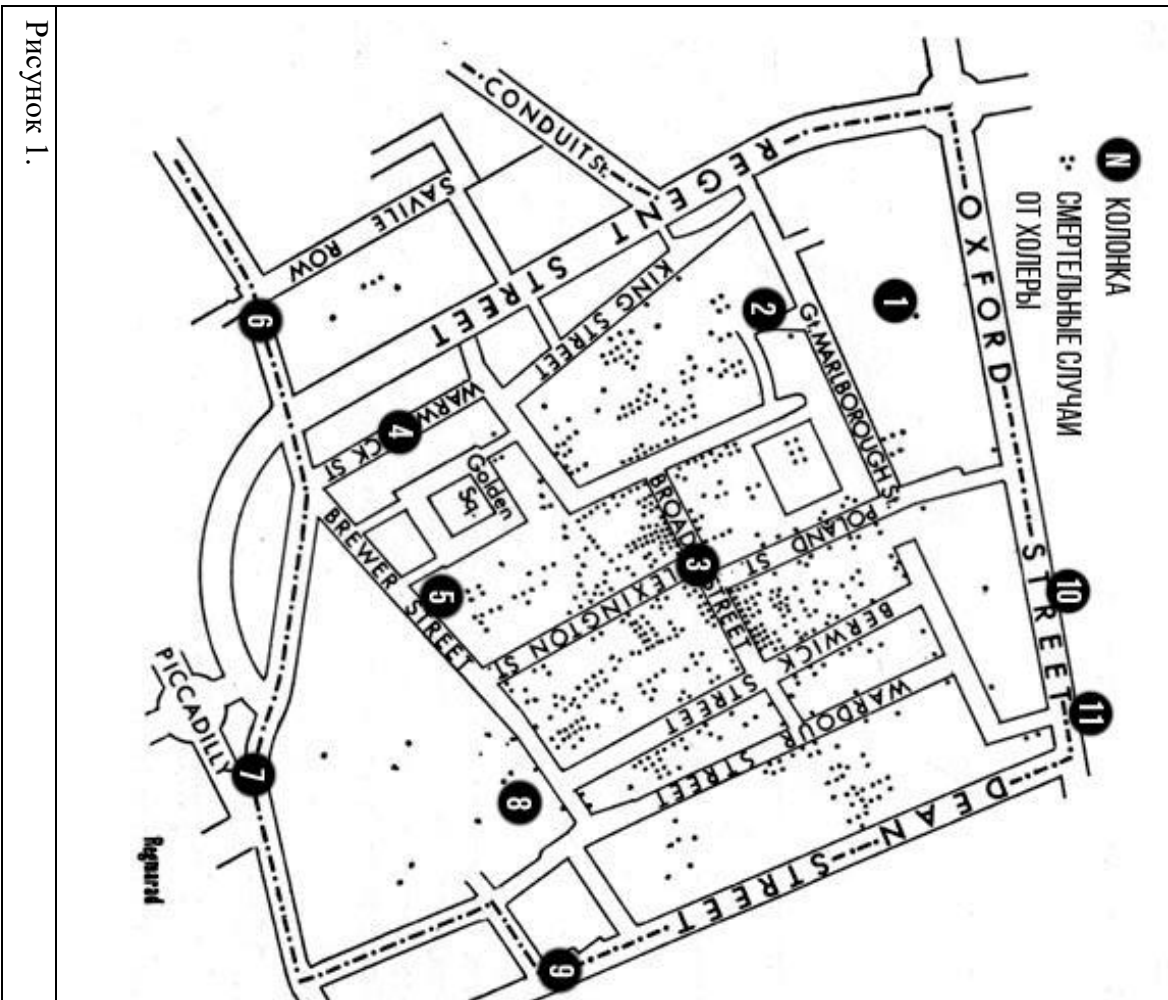 N КОЛОНКА
СМЕРТЕЛЬНЫЕ СЛУЧАИ
ОТ ХОЛЕРЫ
OXFORD STREET
10
11
1
Gt. MARLBOROUGH St.
2
REGENT STREET
CONDUIT St.
KING STREET
SAVILE ROW
POLAND ST.
BERWICK STREET
WARDOUR STREET
DEAN STREET
BROAD STREET
3
LEXINGTON ST.
WARWICK ST.
4
Golden
Sq.
5
BREWER STREET
6
7
8
9
PICCADILLY
Regmarad
Рисунок 1.